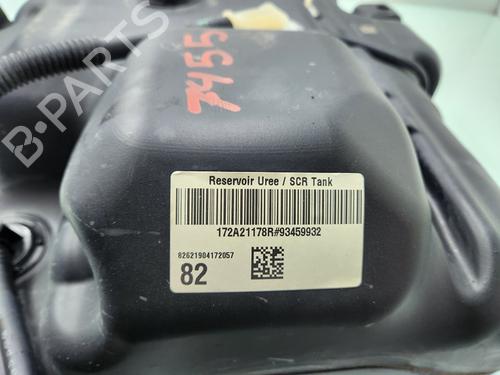 7455
B-PARTS
Reservoir Uree / SCR Tank
172A21178R#93459932
82621904172057
82